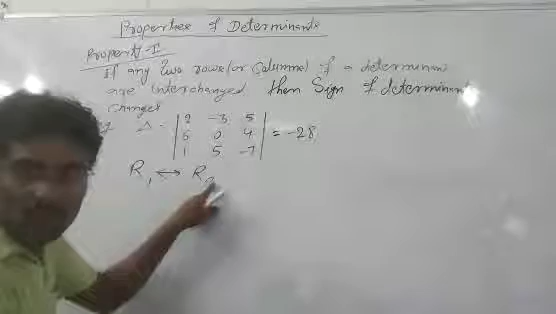 Properties of Determinants
Property-I
if any two rows (or columns) of a determinant
are interchanged then Sign of determinant
changes
Δ = | 2 -3 5 |
| 6 0 4 | = -28
| 1 5 -7 |
R₁ ↔ R₂